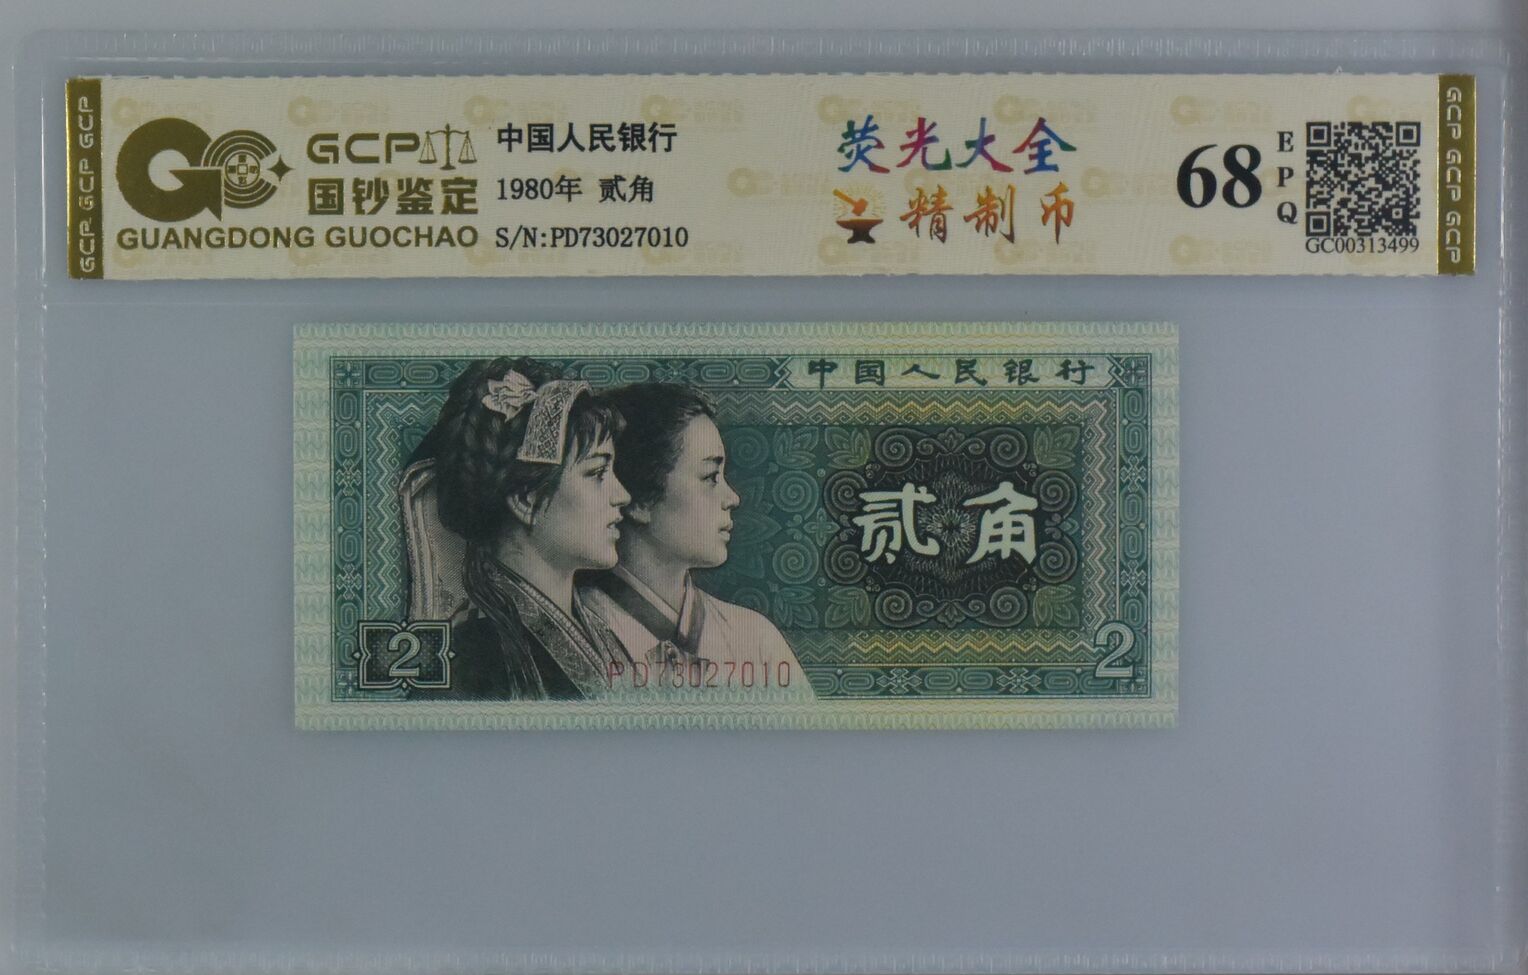 GCP GCP GCP
GCP
国钞鉴定
GUANGDONG GUOCHAO
中国人民银行
1980年 贰角
S/N:PD73027010
荧光大全
精制币
68
EPQ
GC00313499
GCP GCP GCP
中国人民银行
贰角
2
2
PD73027010